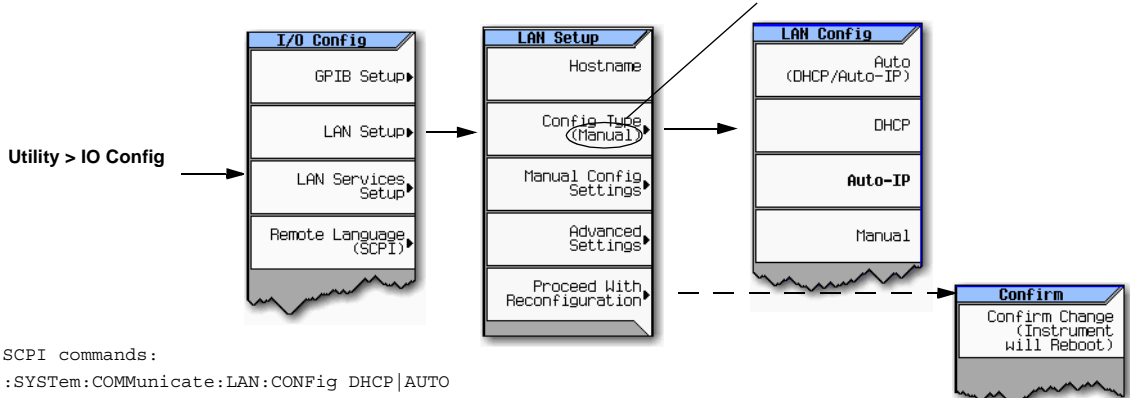 Utility > IO Config
I/O Config
GPIB Setup
LAN Setup
LAN Services
Setup
Remote Language
(SCPI)
LAN Setup
Hostname
Config Type
(Manual)
Manual Config
Settings
Advanced
Settings
Proceed With
Reconfiguration
LAN Config
Auto
(DHCP/Auto-IP)
DHCP
Auto-IP
Manual
Confirm
Confirm Change
(Instrument
will Reboot)
SCPI commands:
:SYSTem:COMMunicate:LAN:CONFig DHCP|AUTO